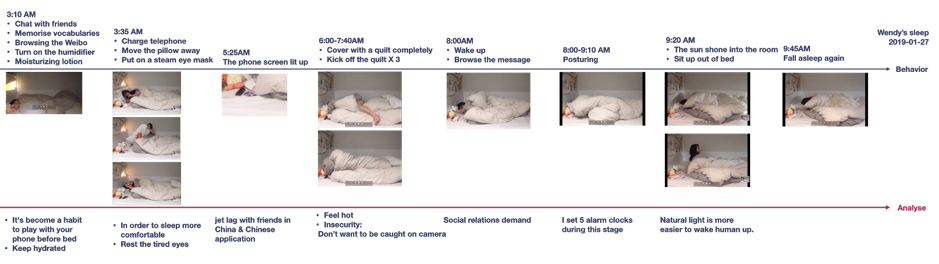 3:10 AM
• Chat with friends
• Memorise vocabularies
• Browsing the Weibo
• Turn on the humidifier
• Moisturizing lotion
3:35 AM
• Charge telephone
• Move the pillow away
• Put on a steam eye mask
5:25AM
The phone screen lit up
6:00-7:40AM
• Cover with a quilt completely
• Kick off the quilt X 3
8:00AM
• Wake up
• Browse the message
8:00-9:10 AM
Posturing
9:20 AM
• The sun shone into the room
• Sit up out of bed
9:45AM
Fall asleep again
Wendy's sleep
2019-01-27
Behavior
Analyse
• It's become a habit
to play with your
phone before bed
• Keep hydrated
• In order to sleep more
comfortable
• Rest the tired eyes
jet lag with friends in
China & Chinese
application
• Feel hot
• Insecurity:
Don't want to be caught on camera
Social relations demand
I set 5 alarm clocks
during this stage
Natural light is more
easier to wake human up.